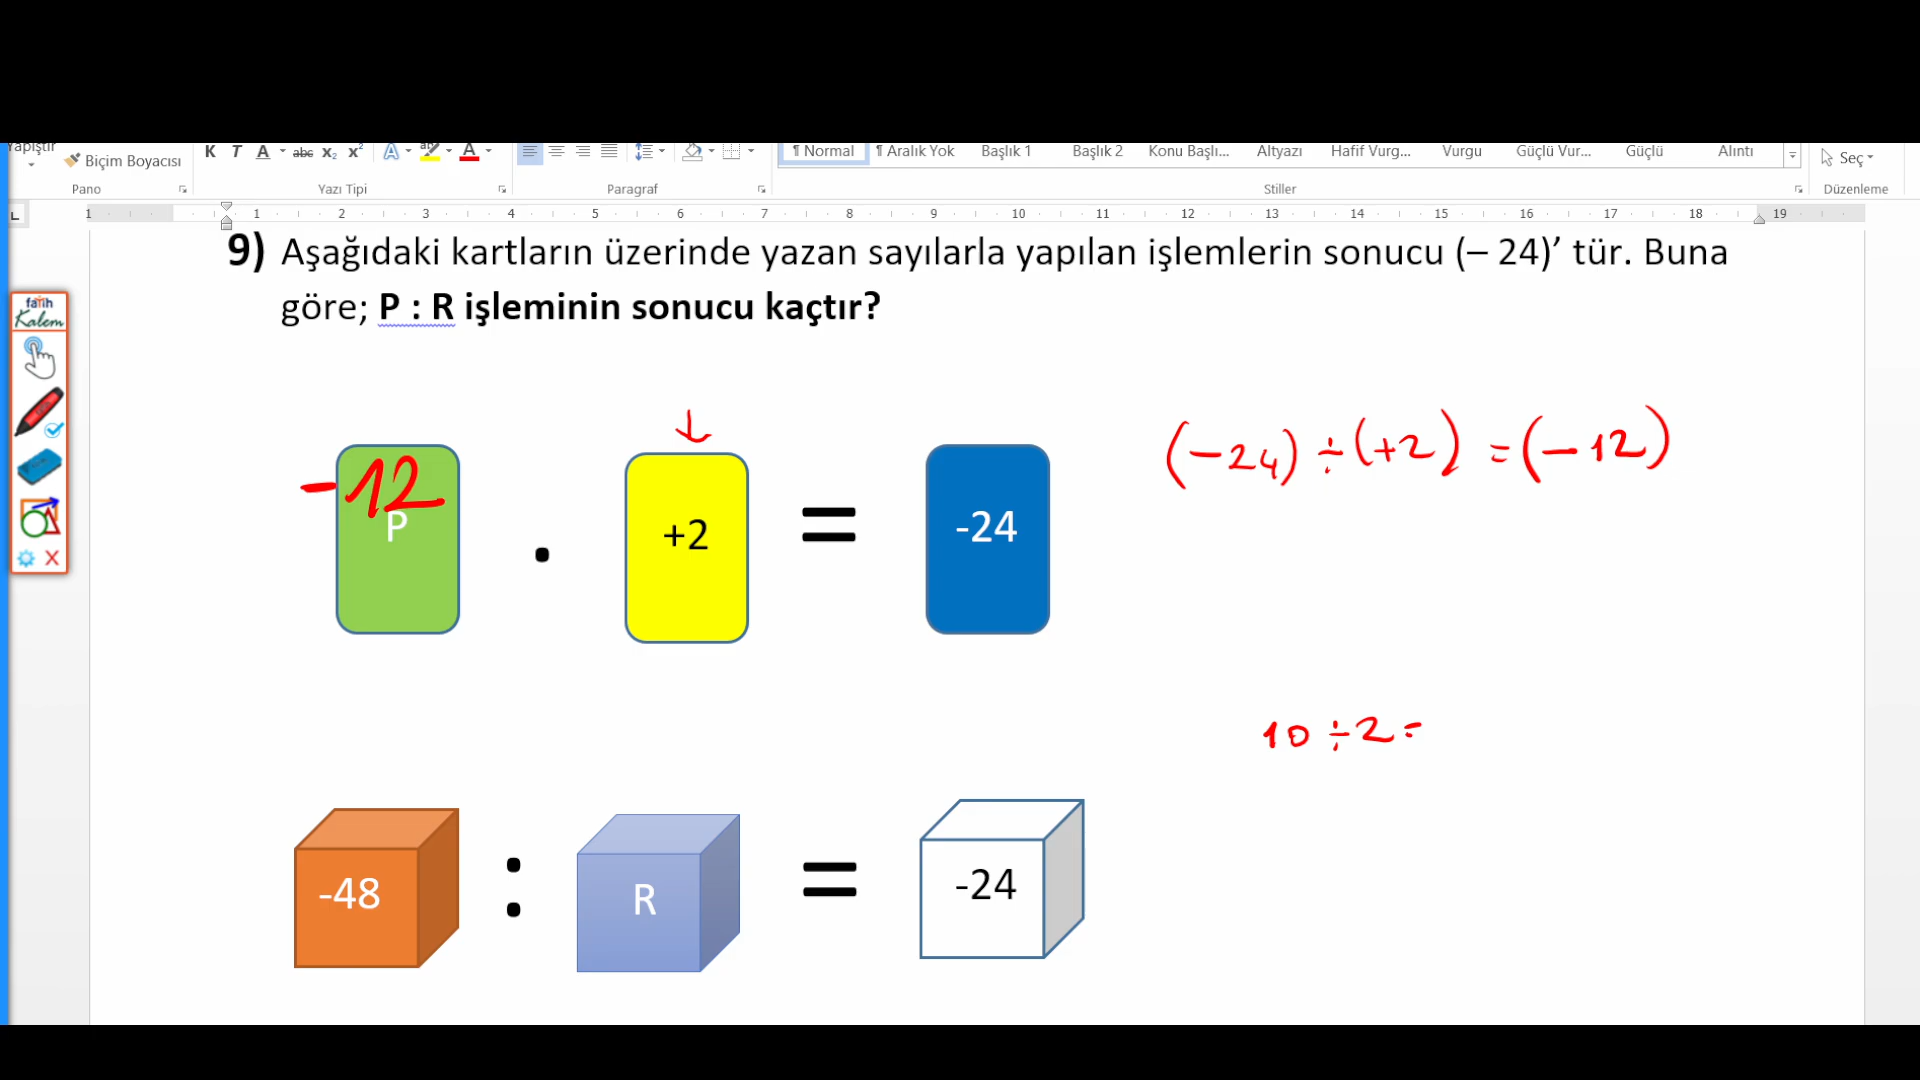 Yapıştır
Biçim Boyacısı
K T A abc x₂ x² A ab A
¶ Normal ¶ Aralık Yok Başlık 1 Başlık 2 Konu Başlı... Altyazı Hafif Vurg... Vurgu Güçlü Vur... Güçlü Alıntı
Seç
Pano Yazı Tipi Paragraf Stiller Düzenleme
L 1 1 2 3 4 5 6 7 8 9 10 11 12 13 14 15 16 17 18 19
9) Aşağıdaki kartların üzerinde yazan sayılarla yapılan işlemlerin sonucu (– 24)’ tür. Buna
göre; P : R işleminin sonucu kaçtır?
fatih
Kalem
(-24) ÷ (+2) = (-12)
-12
P . +2 = -24
10 ÷ 2 =
-48 : R = -24